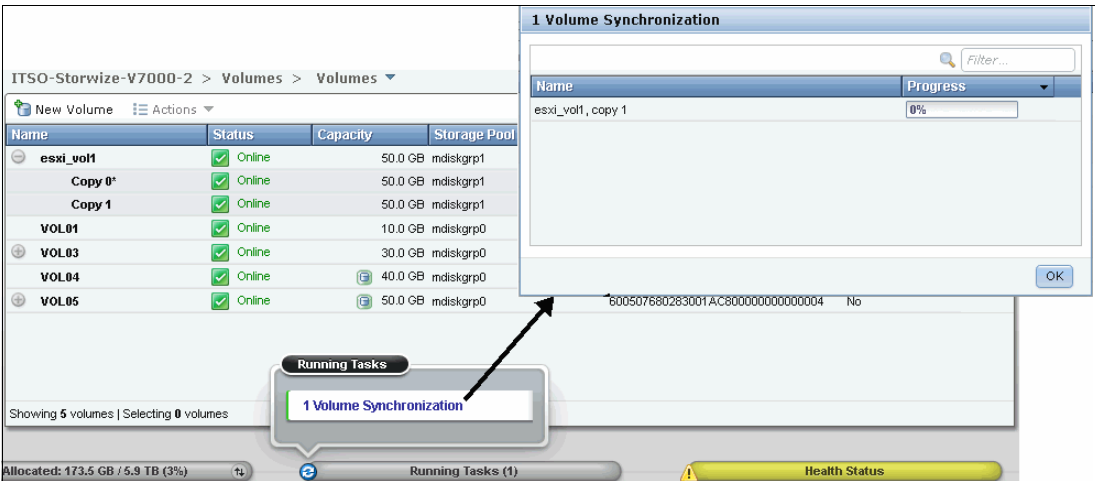 1 Volume Synchronization
Filter...
ITSO-Storwize-V7000-2 > Volumes > Volumes
Name Progress
New Volume Actions
esxi_vol1, copy 1 0%
Name Status Capacity Storage Pool
esxi_vol1 Online 50.0 GB mdiskgrp1
Copy 0* Online 50.0 GB mdiskgrp1
Copy 1 Online 50.0 GB mdiskgrp1
VOL01 Online 10.0 GB mdiskgrp0
VOL03 Online 30.0 GB mdiskgrp0
VOL04 Online 40.0 GB mdiskgrp0
OK
VOL05 Online 50.0 GB mdiskgrp0 600507680283001AC800000000000004 No
Running Tasks
1 Volume Synchronization
Showing 5 volumes | Selecting 0 volumes
Allocated: 173.5 GB / 5.9 TB (3%) Running Tasks (1) Health Status